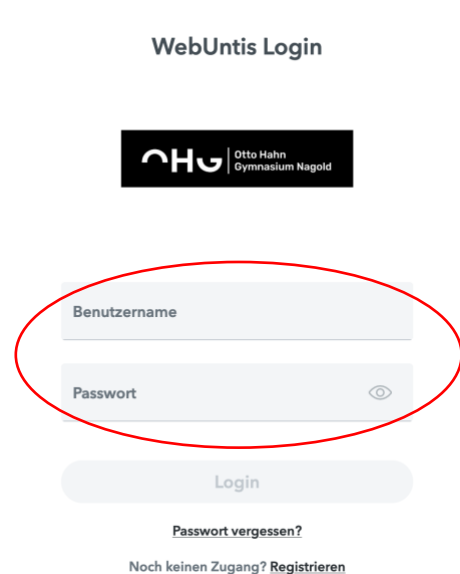 WebUntis Login
OHG
Otto Hahn
Gymnasium Nagold
Benutzername
Passwort
Login
Passwort vergessen?
Noch keinen Zugang? Registrieren